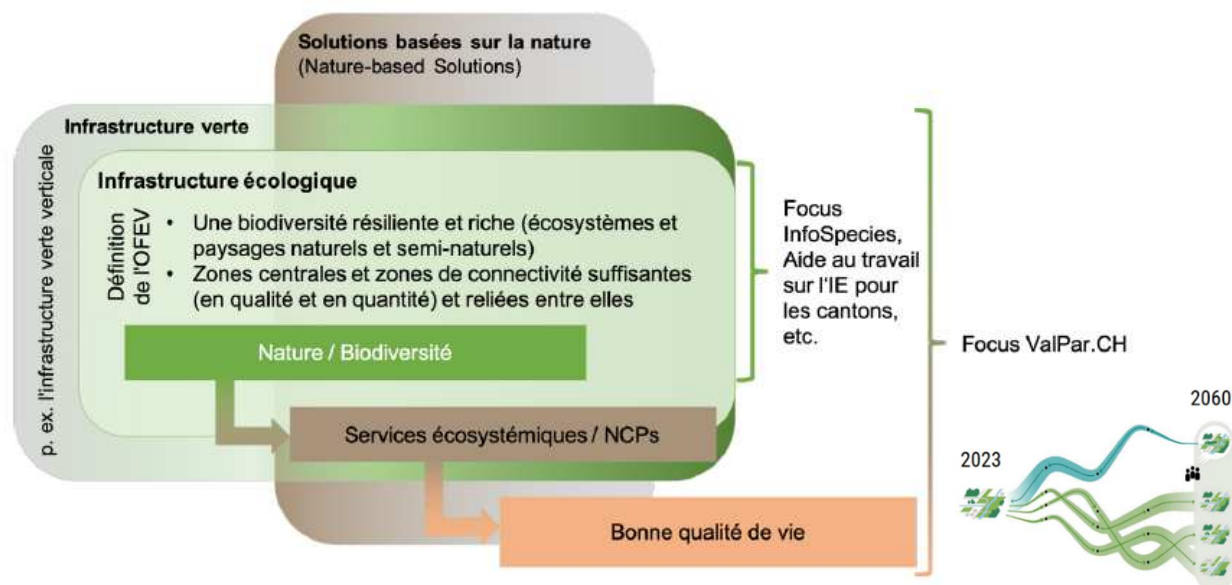 Solutions basées sur la nature
(Nature-based Solutions)
Infrastructure verte
p. ex. l'infrastructure verte verticale
Infrastructure écologique
Définition
de l'OFEV
• Une biodiversité résiliente et riche (écosystèmes et
paysages naturels et semi-naturels)
• Zones centrales et zones de connectivité suffisantes
(en qualité et en quantité) et reliées entre elles
Nature / Biodiversité
Services écosystémiques / NCPs
Bonne qualité de vie
Focus
InfoSpecies,
Aide au travail
sur l'IE pour
les cantons,
etc.
Focus ValPar.CH
2023
2060